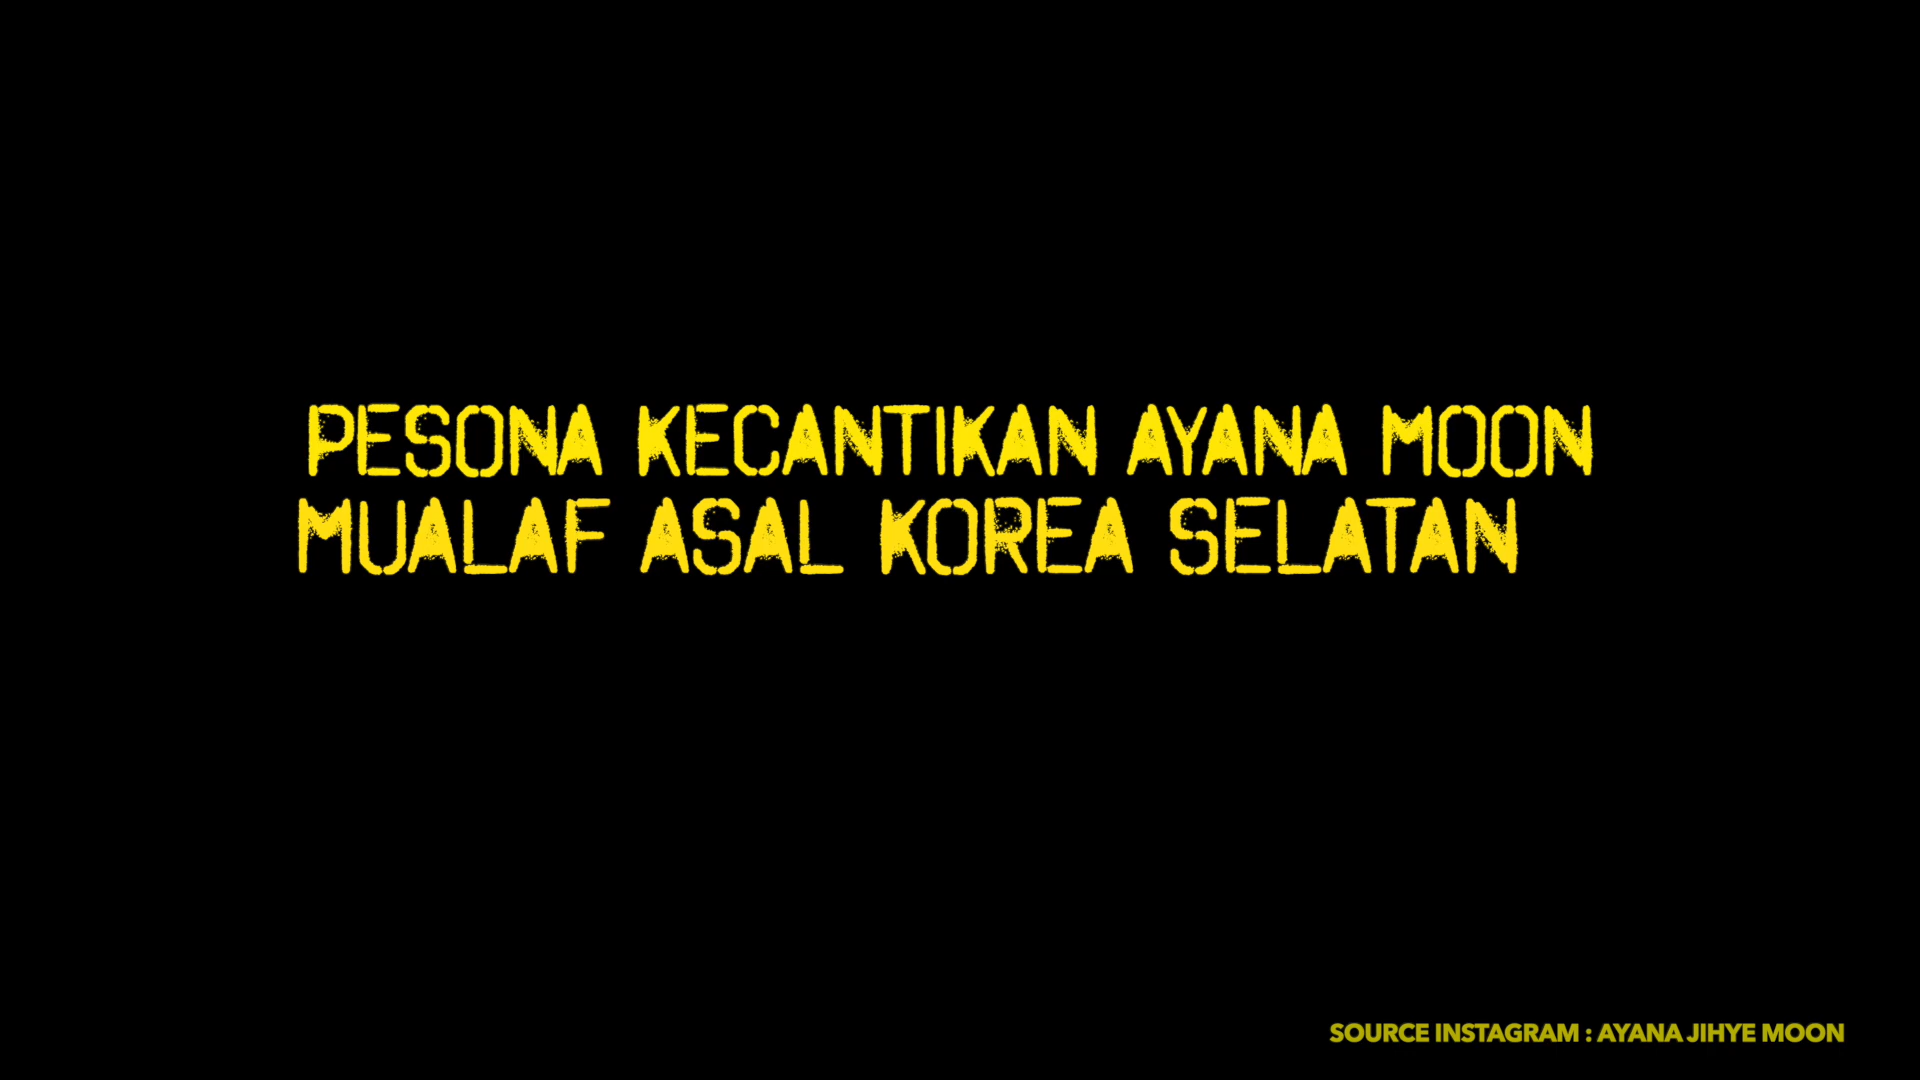 PESONA KECANTIKAN AYANA MOON
MUALAF ASAL KOREA SELATAN
SOURCE INSTAGRAM : AYANA JIHYE MOON